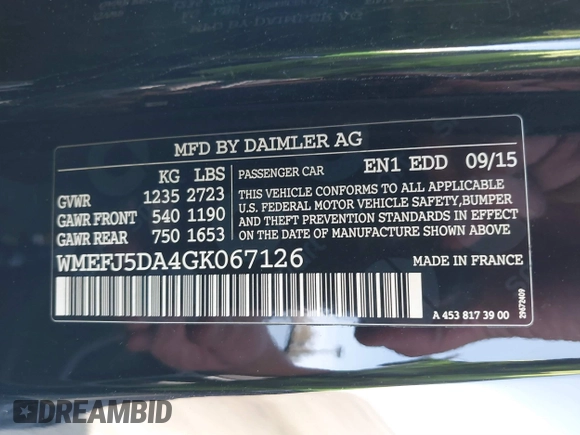 MFD BY DAIMLER AG
KG LBS
GVWR 1235 2723
GAWR FRONT 540 1190
GAWR REAR 750 1653
PASSENGER CAR EN1 EDD 09/15
THIS VEHICLE CONFORMS TO ALL APPLICABLE
U.S. FEDERAL MOTOR VEHICLE SAFETY,BUMPER
AND THEFT PREVENTION STANDARDS IN EFFECT
ON THE DATE OF MANUFACTURE SHOWN ABOVE
WMEFJ5DA4GK067126 MADE IN FRANCE
A 453 817 39 00
29672409
DREAMBID